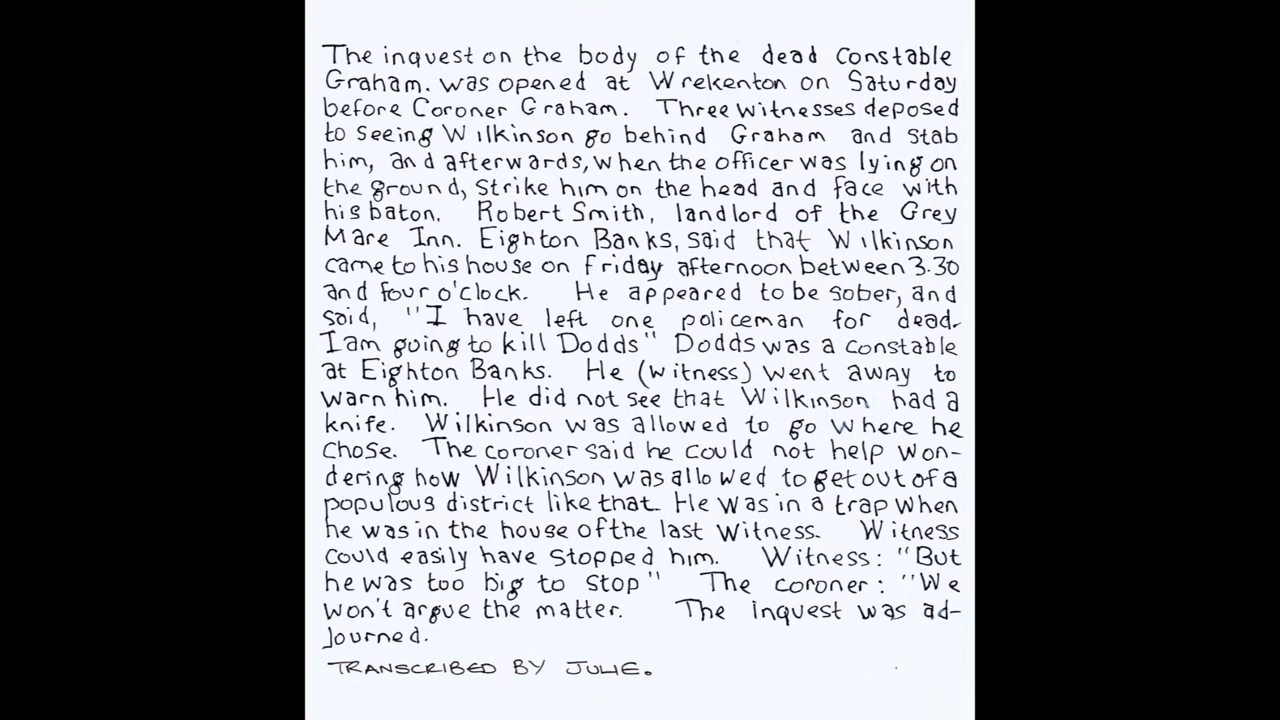 The inquest on the body of the dead Constable
Graham. was opened at Wrekenton on Saturday
before Coroner Graham. Three witnesses deposed
to seeing Wilkinson go behind Graham and stab
him, and afterwards, when the officer was lying on
the ground, strike him on the head and face with
his baton. Robert Smith, landlord of the Grey
Mare Inn. Eighton Banks, said that Wilkinson
came to his house on Friday afternoon between 3.30
and four o'clock. He appeared to be sober, and
said, "I have left one policeman for dead.
I am going to kill Dodds" Dodds was a constable
at Eighton Banks. He (witness) went away to
warn him. He did not see that Wilkinson had a
knife. Wilkinson was allowed to go where he
chose. The coroner said he could not help won-
dering how Wilkinson was allowed to get out of a
populous district like that. He was in a trap when
he was in the house of the last witness. Witness
could easily have stopped him. Witness: "But
he was too big to stop" The coroner: "We
won't argue the matter. The inquest was ad-
journed.
TRANSCRIBED BY JULIE.